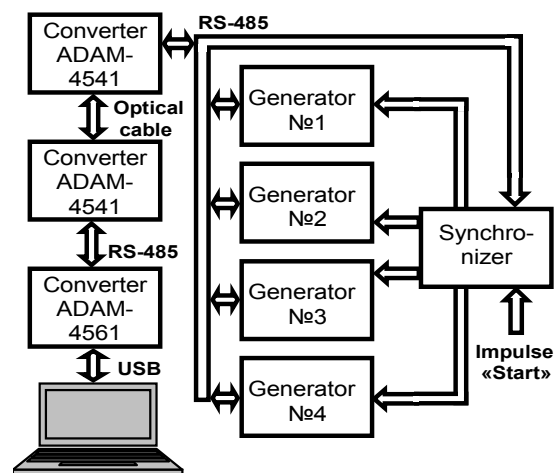 Converter
ADAM-
4541
RS-485
Optical
cable
Converter
ADAM-
4541
RS-485
Converter
ADAM-
4561
USB
Generator
№1
Generator
№2
Generator
№3
Generator
№4
Synchro-
nizer
Impulse
«Start»